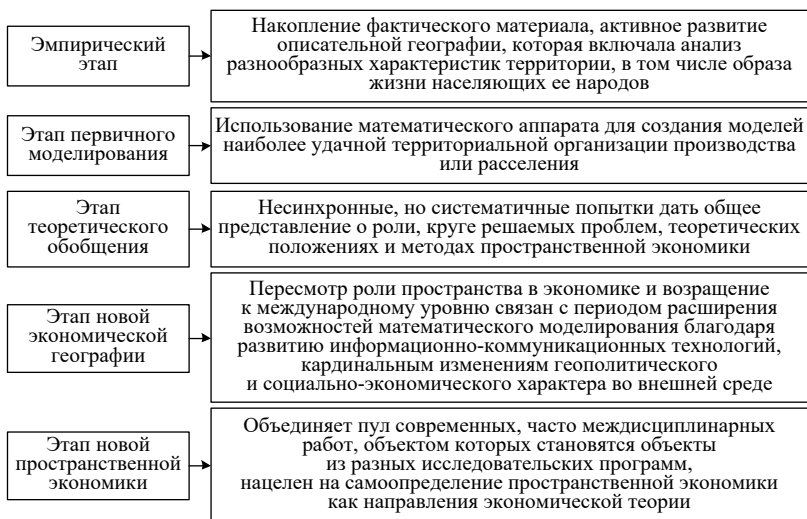 Эмпирический
этап
Накопление фактического материала, активное развитие
описательной географии, которая включала анализ
разнообразных характеристик территории, в том числе образа
жизни населяющих ее народов
Этап первичного
моделирования
Использование математического аппарата для создания моделей
наиболее удачной территориальной организации производства
или расселения
Этап
теоретического
обобщения
Несинхронные, но систематичные попытки дать общее
представление о роли, круге решаемых проблем, теоретических
положениях и методах пространственной экономики
Этап новой
экономической
географии
Пересмотр роли пространства в экономике и возращение
к международному уровню связан с периодом расширения
возможностей математического моделирования благодаря
развитию информационно-коммуникационных технологий,
кардинальным изменениям геополитического
и социально-экономического характера во внешней среде
Этап новой
пространственной
экономики
Объединяет пул современных, часто междисциплинарных
работ, объектом которых становятся объекты
из разных исследовательских программ,
нацелен на самоопределение пространственной экономики
как направления экономической теории